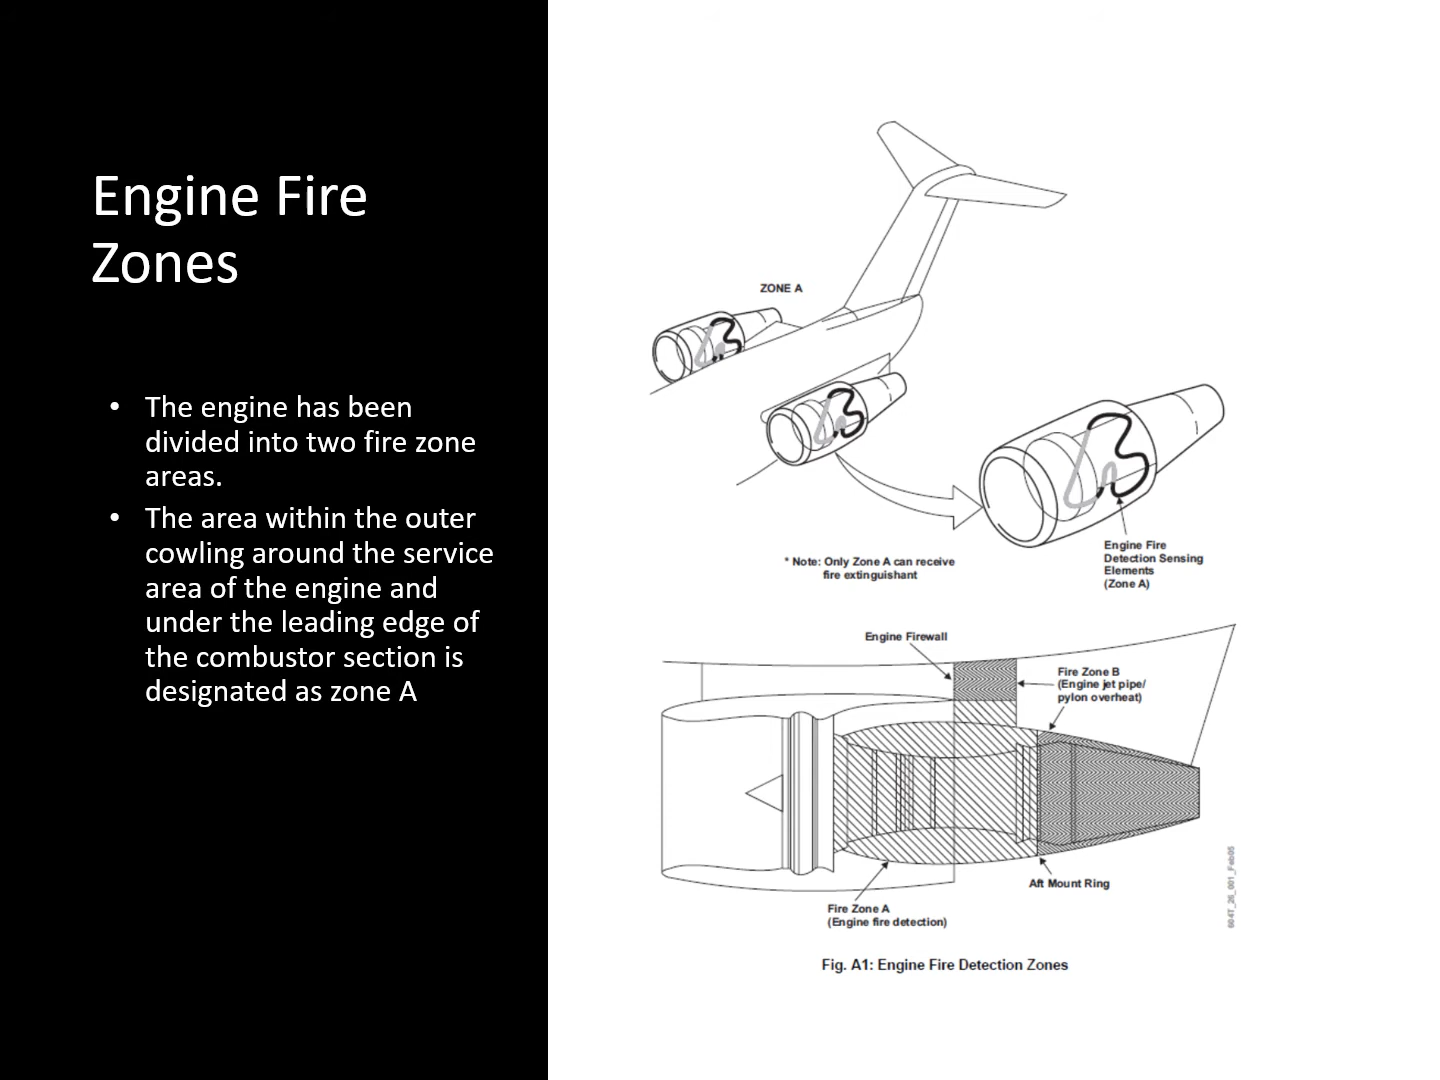 Engine Fire
Zones
• The engine has been
divided into two fire zone
areas.
• The area within the outer
cowling around the service
area of the engine and
under the leading edge of
the combustor section is
designated as zone A
ZONE A
* Note: Only Zone A can receive
fire extinguishant
Engine Fire
Detection Sensing
Elements
(Zone A)
Engine Firewall
Fire Zone B
(Engine jet pipe/
pylon overheat)
Aft Mount Ring
Fire Zone A
(Engine fire detection)
604T_26_001_Feb05
Fig. A1: Engine Fire Detection Zones